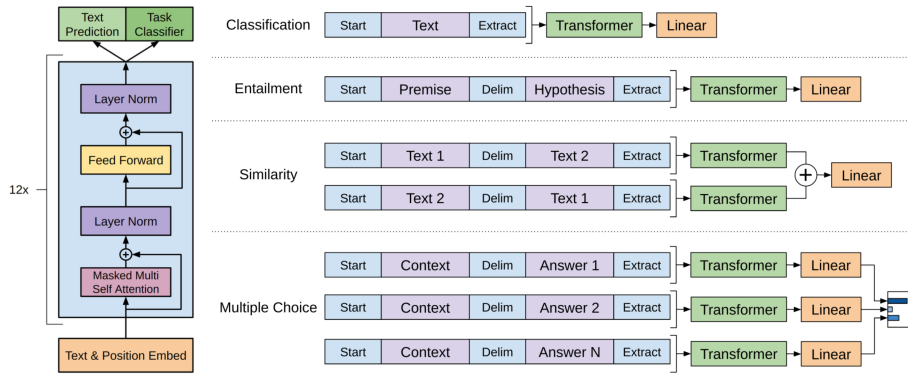 Text
Prediction
Task
Classifier
12x
Layer Norm
+
Feed Forward
Layer Norm
+
Masked Multi
Self Attention
Text & Position Embed
Classification
Start Text Extract Transformer Linear
Entailment
Start Premise Delim Hypothesis Extract Transformer Linear
Similarity
Start Text 1 Delim Text 2 Extract Transformer
+ Linear
Start Text 2 Delim Text 1 Extract Transformer
Multiple Choice
Start Context Delim Answer 1 Extract Transformer Linear
Start Context Delim Answer 2 Extract Transformer Linear
Start Context Delim Answer N Extract Transformer Linear